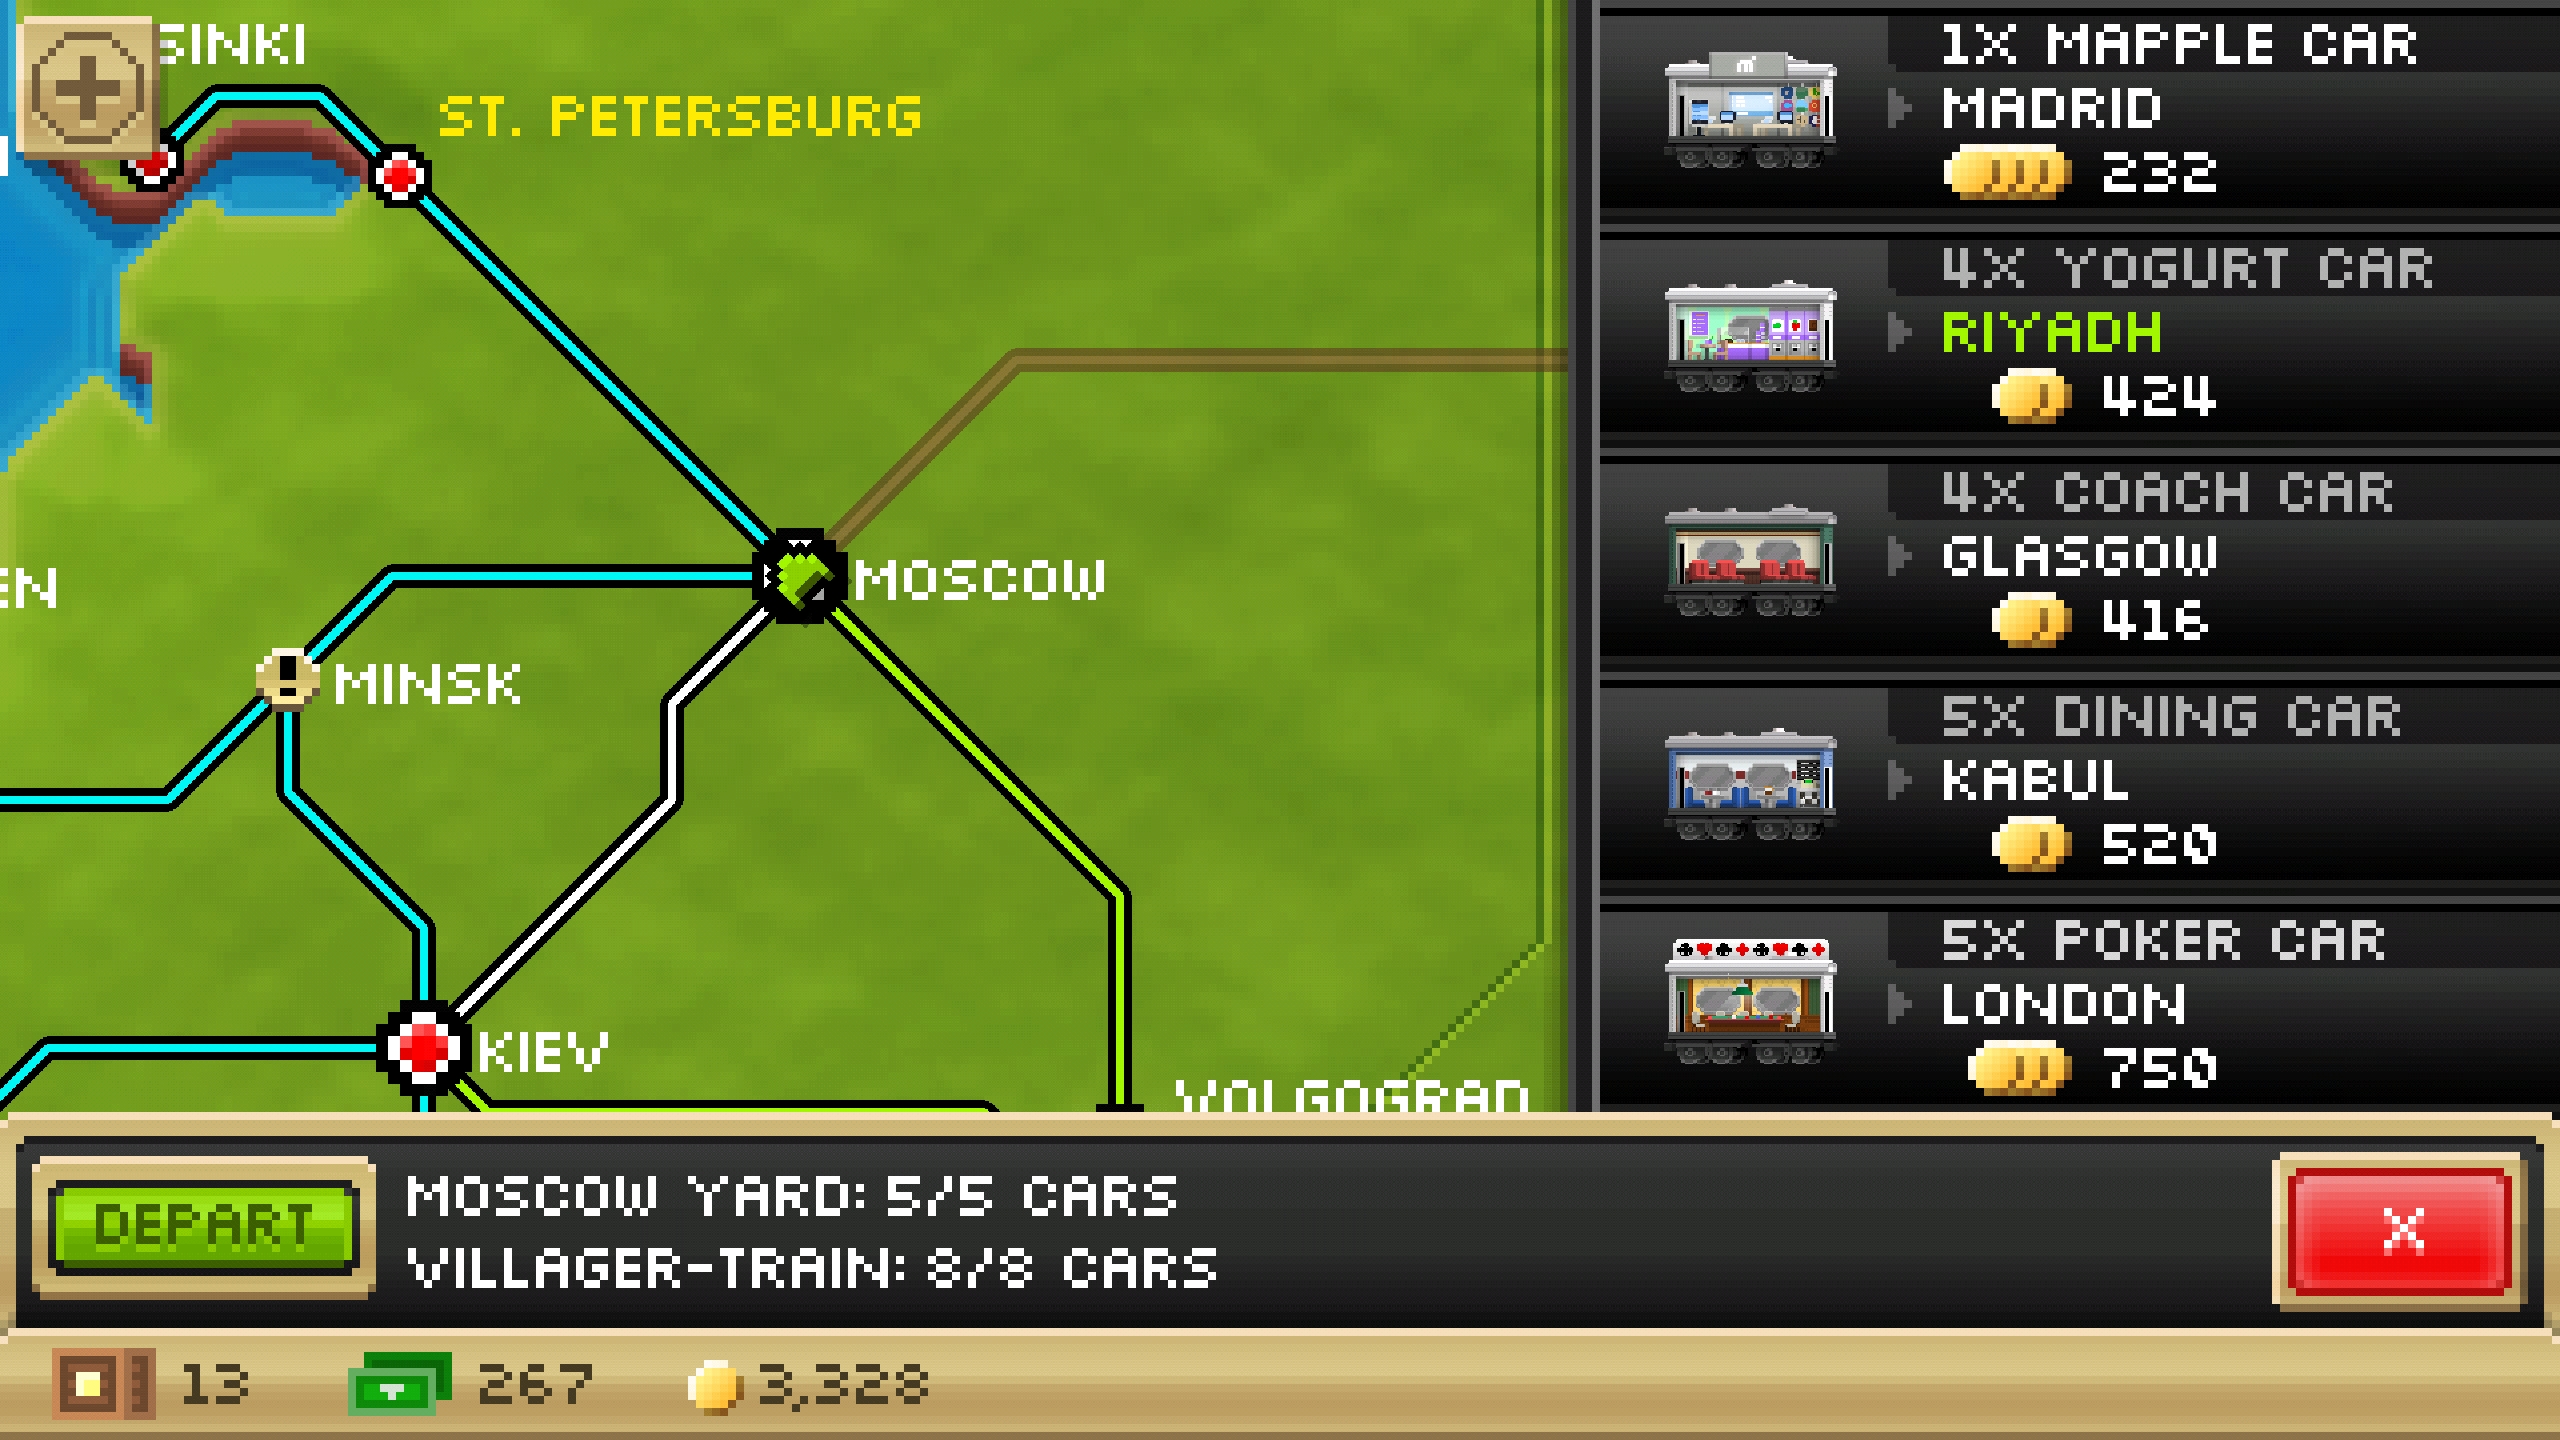 SINKI
ST. PETERSBURG
MOSCOW
EN
MINSK
KIEV
VOLGOGRAD
1X MAPPLE CAR
MADRID
232
4X YOGURT CAR
RIYADH
424
4X COACH CAR
GLASGOW
416
5X DINING CAR
KABUL
520
5X POKER CAR
LONDON
750
DEPART
MOSCOW YARD: 5/5 CARS
VILLAGER-TRAIN: 8/8 CARS
X
13
267
3,328